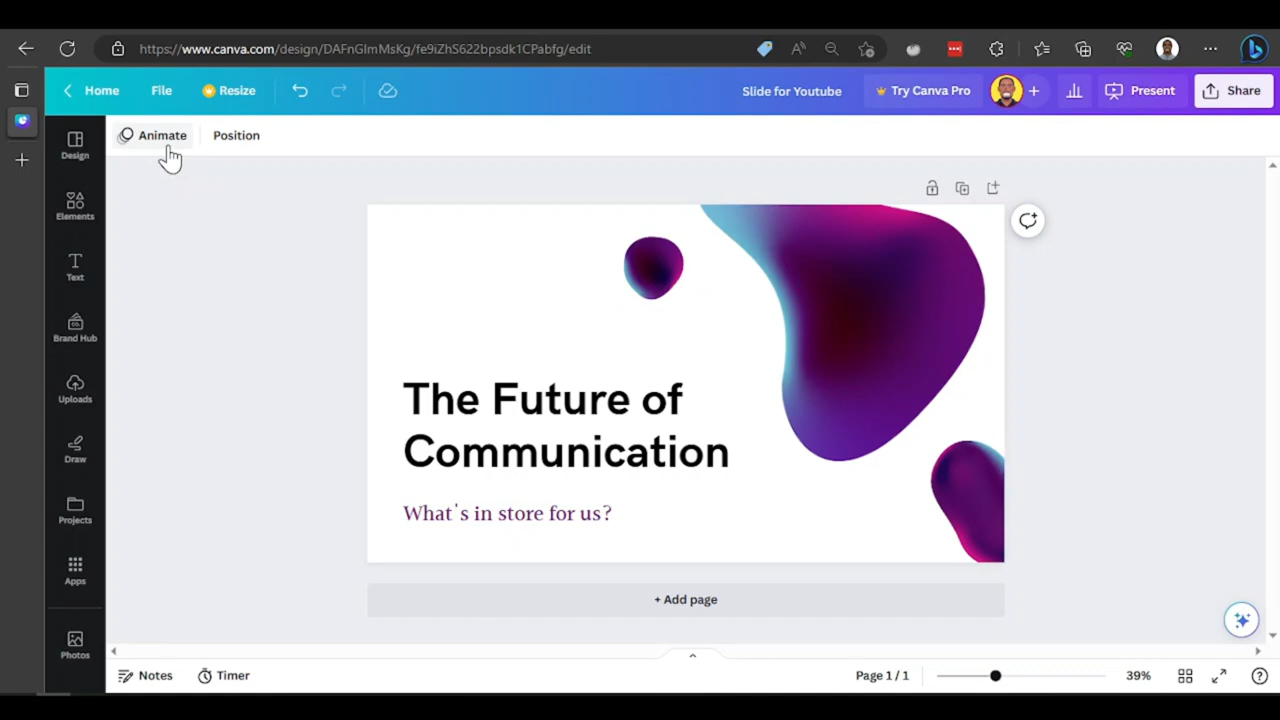 https://www.canva.com/design/DAFnGlmMsKg/fe9iZhS622bpsdk1CPabfg/edit
Home File Resize Slide for Youtube Try Canva Pro Present Share
Animate Position
Design
Elements
Text
Brand Hub
Uploads
Draw
Projects
Apps
Photos
The Future of
Communication
What's in store for us?
+ Add page
Notes Timer Page 1 / 1 39%